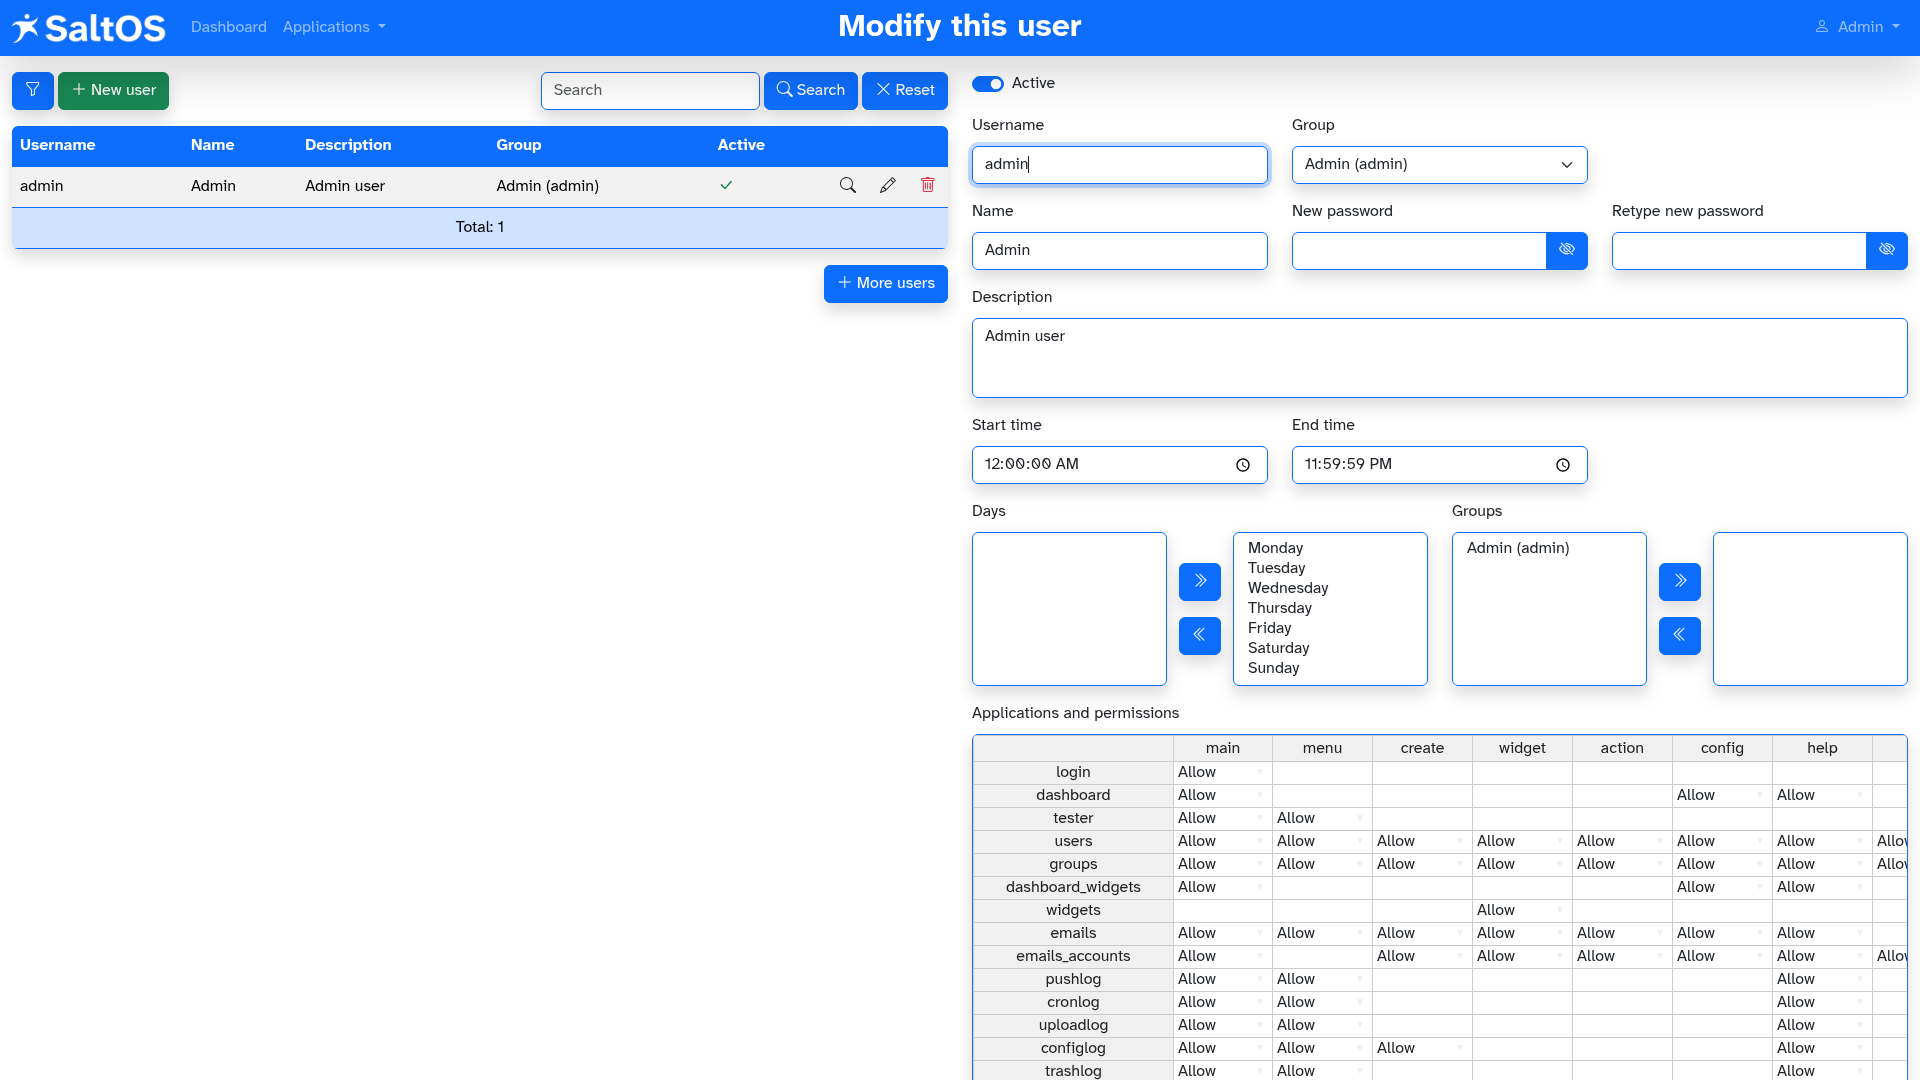 SaltOS Dashboard Applications Modify this user Admin
New user Search Search Reset
Username Name Description Group Active
admin Admin Admin user Admin (admin)
Total: 1
More users
Active
Username Group
admin Admin (admin)
Name New password Retype new password
Admin
Description
Admin user
Start time End time
12:00:00 AM 11:59:59 PM
Days Groups
Monday Admin (admin)
Tuesday
Wednesday
Thursday
Friday
Saturday
Sunday
Applications and permissions
main menu create widget action config help
login Allow
dashboard Allow Allow Allow
tester Allow Allow
users Allow Allow Allow Allow Allow Allow Allow
groups Allow Allow Allow Allow Allow Allow Allow
dashboard_widgets Allow Allow Allow
widgets Allow
emails Allow Allow Allow Allow Allow Allow Allow
emails_accounts Allow Allow Allow Allow Allow Allow
pushlog Allow Allow Allow
cronlog Allow Allow Allow
uploadlog Allow Allow Allow
configlog Allow Allow Allow Allow
trashlog Allow Allow Allow